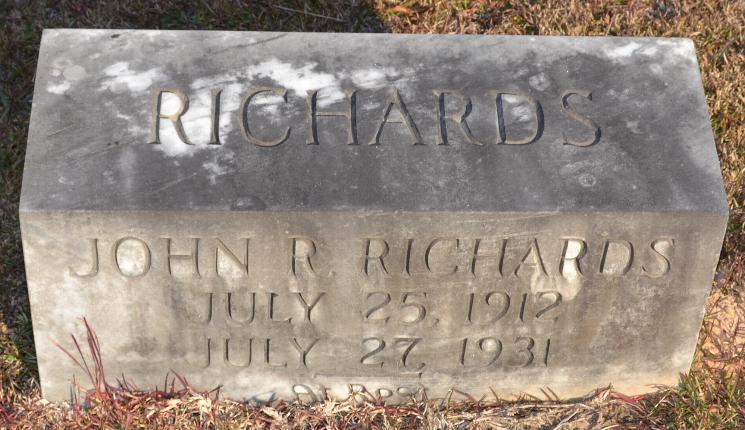 RICHARDS
JOHN R. RICHARDS
JULY 25, 1912
JULY 27, 1931